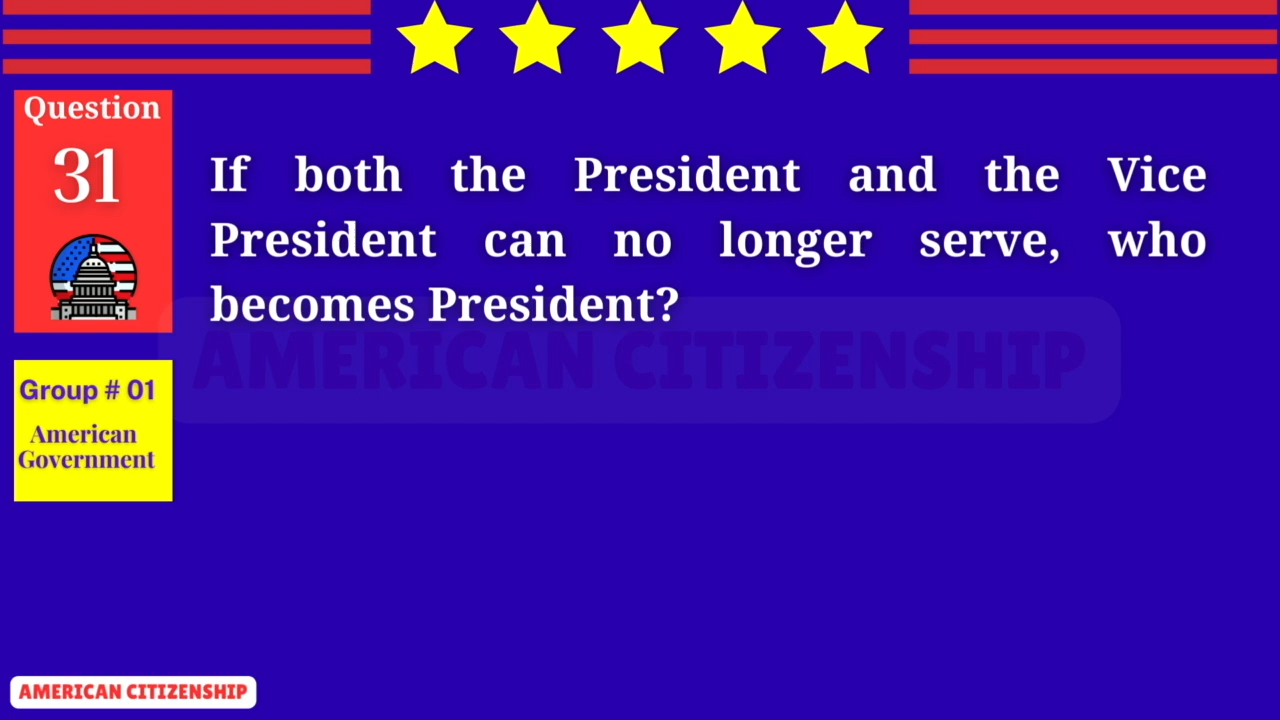 Question
31
If both the President and the Vice
President can no longer serve, who
becomes President?
AMERICAN CITIZENSHIP
Group # 01
American
Government
AMERICAN CITIZENSHIP